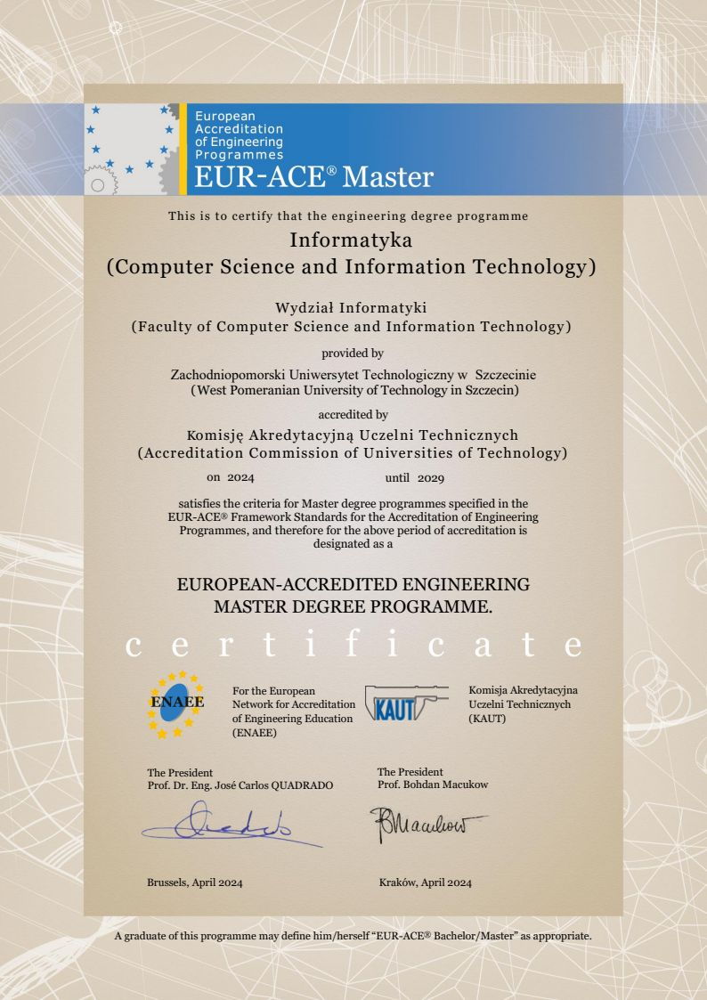 European
Accreditation
of Engineering
Programmes
EUR-ACE® Master
This is to certify that the engineering degree programme
Informatyka
(Computer Science and Information Technology)
Wydział Informatyki
(Faculty of Computer Science and Information Technology)
provided by
Zachodniopomorski Uniwersytet Technologiczny w Szczecinie
(West Pomeranian University of Technology in Szczecin)
accredited by
Komisję Akredytacyjną Uczelni Technicznych
(Accreditation Commission of Universities of Technology)
on 2024 until 2029
satisfies the criteria for Master degree programmes specified in the
EUR-ACE® Framework Standards for the Accreditation of Engineering
Programmes, and therefore for the above period of accreditation is
designated as a
EUROPEAN-ACCREDITED ENGINEERING
MASTER DEGREE PROGRAMME.
certificate
ENAEE
For the European
Network for Accreditation
of Engineering Education
(ENAEE)
KAUT
Komisja Akredytacyjna
Uczelni Technicznych
(KAUT)
The President
Prof. Dr. Eng. José Carlos QUADRADO
The President
Prof. Bohdan Macukow
Quadrado
BMacukow
Brussels, April 2024
Kraków, April 2024
A graduate of this programme may define him/herself “EUR-ACE® Bachelor/Master” as appropriate.